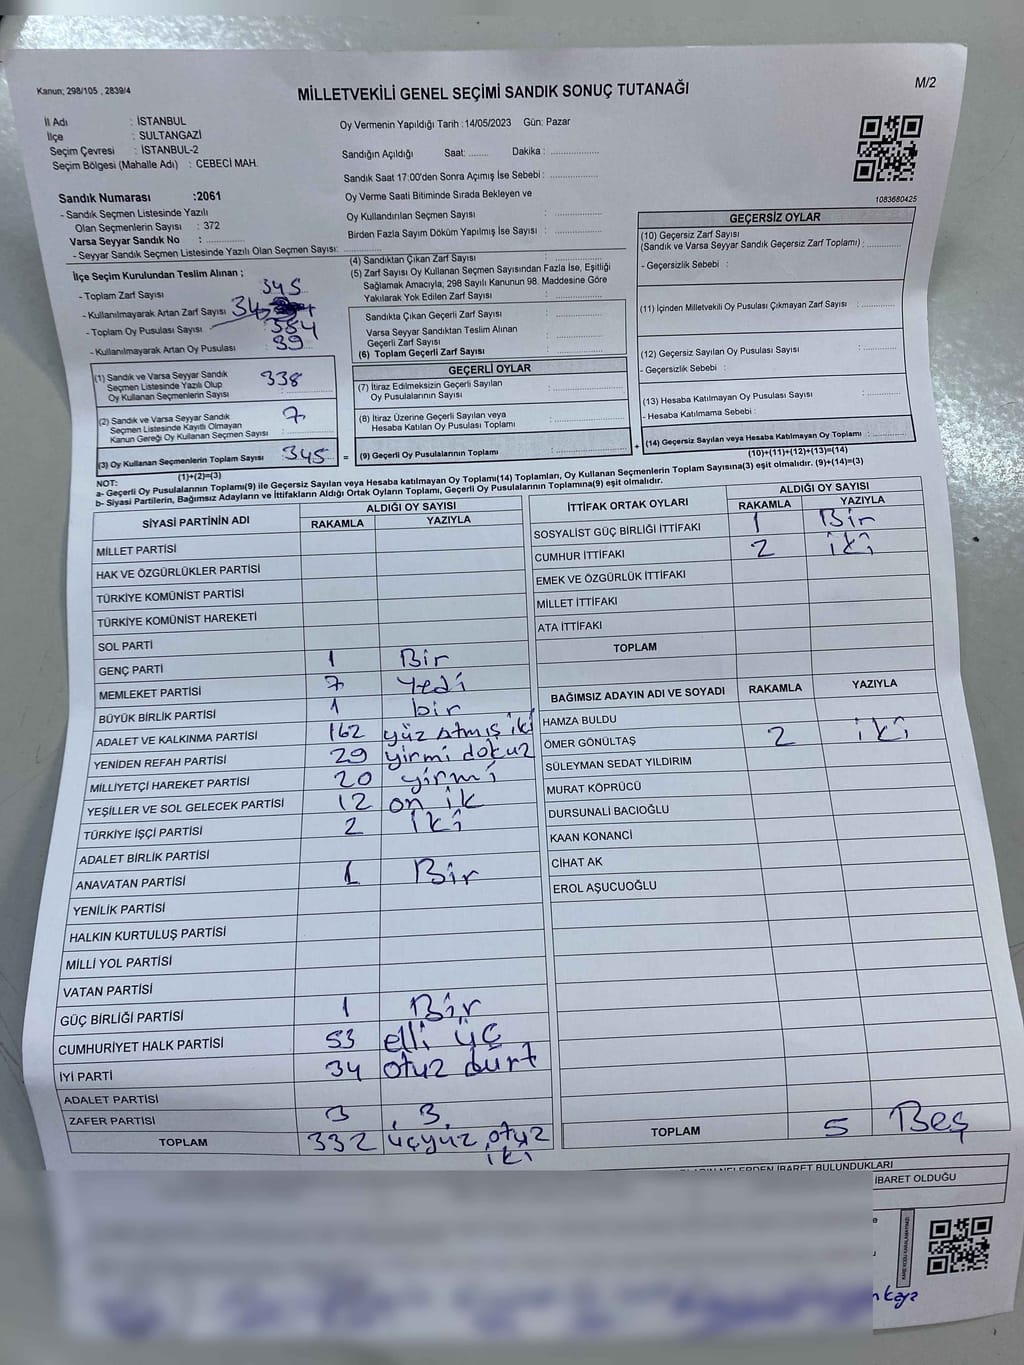 Kanun; 298/105 , 2839/4
MİLLETVEKİLİ GENEL SEÇİMİ SANDIK SONUÇ TUTANAĞI
M/2
İl Adı : İSTANBUL
İlçe : SULTANGAZİ
Seçim Çevresi : İSTANBUL-2
Seçim Bölgesi (Mahalle Adı) : CEBECİ MAH.
Sandık Numarası :2061
- Sandık Seçmen Listesinde Yazılı
Olan Seçmenlerin Sayısı : 372
Varsa Seyyar Sandık No :
- Seyyar Sandık Seçmen Listesinde Yazılı Olan Seçmen Sayısı:
Oy Vermenin Yapıldığı Tarih :14/05/2023 Gün: Pazar
Sandığın Açıldığı Saat: ........ Dakika : ................
Sandık Saat 17:00'den Sonra Açımış İse Sebebi : ................
Oy Verme Saati Bitiminde Sırada Bekleyen ve
Oy Kullandırılan Seçmen Sayısı : ................
Birden Fazla Sayım Döküm Yapılmış İse Sayısı : ................
1083680425
İlçe Seçim Kurulundan Teslim Alınan ;
- Toplam Zarf Sayısı 345
- Kullanılmayarak Artan Zarf Sayısı
- Toplam Oy Pusulası Sayısı 384
- Kullanılmayarak Artan Oy Pusulası 39
(1) Sandık ve Varsa Seyyar Sandık
Seçmen Listesinde Yazılı Olup
Oy Kullanan Seçmenlerin Sayısı 338
(2) Sandık ve Varsa Seyyar Sandık
Seçmen Listesinde Kayıtlı Olmayan
Kanun Gereği Oy Kullanan Seçmen Sayısı 7
(3) Oy Kullanan Seçmenlerin Toplam Sayısı 345 =
(1)+(2)=(3)
(4) Sandıktan Çıkan Zarf Sayısı : ................
(5) Zarf Sayısı Oy Kullanan Seçmen Sayısından Fazla İse, Eşitliği
Sağlamak Amacıyla; 298 Sayılı Kanunun 98. Maddesine Göre
Yakılarak Yok Edilen Zarf Sayısı : ................
Sandıkta Çıkan Geçerli Zarf Sayısı : ................
Varsa Seyyar Sandıktan Teslim Alınan
Geçerli Zarf Sayısı : ................
(6) Toplam Geçerli Zarf Sayısı : ................
GEÇERLİ OYLAR
(7) İtiraz Edilmeksizin Geçerli Sayılan
Oy Pusulalarının Sayısı : ................
(8) İtiraz Üzerine Geçerli Sayılan veya
Hesaba Katılan Oy Pusulası Toplamı : ................
(9) Geçerli Oy Pusulalarının Toplamı : ................ +
GEÇERSİZ OYLAR
(10) Geçersiz Zarf Sayısı
(Sandık ve Varsa Seyyar Sandık Geçersiz Zarf Toplamı) : ................
- Geçersizlik Sebebi :
(11) İçinden Milletvekili Oy Pusulası Çıkmayan Zarf Sayısı : ................
(12) Geçersiz Sayılan Oy Pusulası Sayısı : ................
- Geçersizlik Sebebi :
(13) Hesaba Katılmayan Oy Pusulası Sayısı : ................
- Hesaba Katılmama Sebebi :
(14) Geçersiz Sayılan veya Hesaba Katılmayan Oy Toplamı : ................
(10)+(11)+(12)+(13)=(14)
NOT:
a- Geçerli Oy Pusulalarının Toplamı(9) ile Geçersiz Sayılan veya Hesaba katılmayan Oy Toplamı(14) Toplamları, Oy Kullanan Seçmenlerin Toplam Sayısına(3) eşit olmalıdır. (9)+(14)=(3)
b- Siyasi Partilerin, Bağımsız Adayların ve İttifakların Aldığı Ortak Oyların Toplamı, Geçerli Oy Pusulalarının Toplamına(9) eşit olmalıdır.
SİYASİ PARTİNİN ADI ALDIĞI OY SAYISI
RAKAMLA YAZIYLA
MİLLET PARTİSİ
HAK VE ÖZGÜRLÜKLER PARTİSİ
TÜRKİYE KOMÜNİST PARTİSİ
TÜRKİYE KOMÜNİST HAREKETİ
SOL PARTİ
GENÇ PARTİ 1 Bir
MEMLEKET PARTİSİ 7 Yedi
BÜYÜK BİRLİK PARTİSİ 1 bir
ADALET VE KALKINMA PARTİSİ 162 yüz atmış iki
YENİDEN REFAH PARTİSİ 29 yirmi dokuz
MİLLİYETÇİ HAREKET PARTİSİ 20 yirmi
YEŞİLLER VE SOL GELECEK PARTİSİ 12 on ik
TÜRKİYE İŞÇİ PARTİSİ 2 iki
ADALET BİRLİK PARTİSİ
ANAVATAN PARTİSİ 1 Bir
YENİLİK PARTİSİ
HALKIN KURTULUŞ PARTİSİ
MİLLİ YOL PARTİSİ
VATAN PARTİSİ
GÜÇ BİRLİĞİ PARTİSİ 1 Bir
CUMHURİYET HALK PARTİSİ 53 elli üç
İYİ PARTİ 34 otuz durt
ADALET PARTİSİ
ZAFER PARTİSİ 3 3
TOPLAM 332 üçyüz otuz
iki
İTTİFAK ORTAK OYLARI ALDIĞI OY SAYISI
RAKAMLA YAZIYLA
SOSYALİST GÜÇ BİRLİĞİ İTTİFAKI 1 Bir
CUMHUR İTTİFAKI 2 iki
EMEK VE ÖZGÜRLÜK İTTİFAKI
MİLLET İTTİFAKI
ATA İTTİFAKI
TOPLAM
BAĞIMSIZ ADAYIN ADI VE SOYADI RAKAMLA YAZIYLA
HAMZA BULDU
ÖMER GÖNÜLTAŞ 2 iki
SÜLEYMAN SEDAT YILDIRIM
MURAT KÖPRÜCÜ
DURSUNALİ BACIOĞLU
KAAN KONANCİ
CİHAT AK
EROL AŞUCUOĞLU
TOPLAM 5 Beş
NELERDEN İBARET BULUNDUKLARI
İBARET OLDUĞU